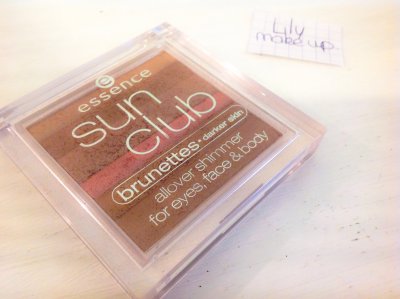 Lily
make up
essence
sun
club
brunettes • darker skin
allover shimmer
for eyes, face & body